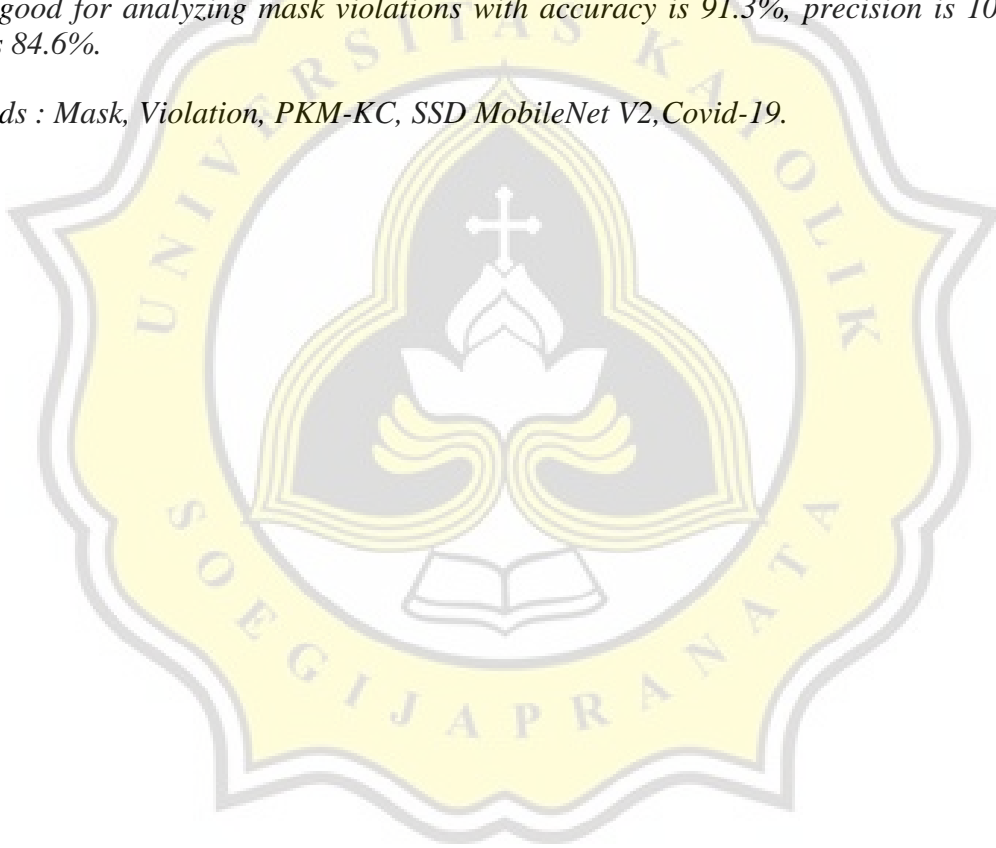 good for analyzing mask violations with accuracy is 91.3%, precision is 10
s 84.6%.
ds : Mask, Violation, PKM-KC, SSD MobileNet V2,Covid-19.
UNIVERSITAS KATOLIK
SOEGIJAPRANATA